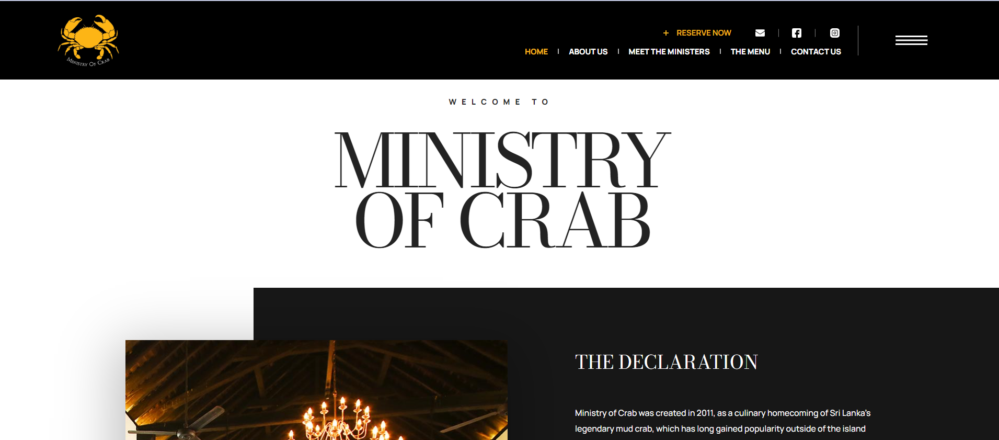 Ministry Of Crab
+ RESERVE NOW
HOME | ABOUT US | MEET THE MINISTERS | THE MENU | CONTACT US
WELCOME TO
MINISTRY
OF CRAB
THE DECLARATION
Ministry of Crab was created in 2011, as a culinary homecoming of Sri Lanka's
legendary mud crab, which has long gained popularity outside of the island